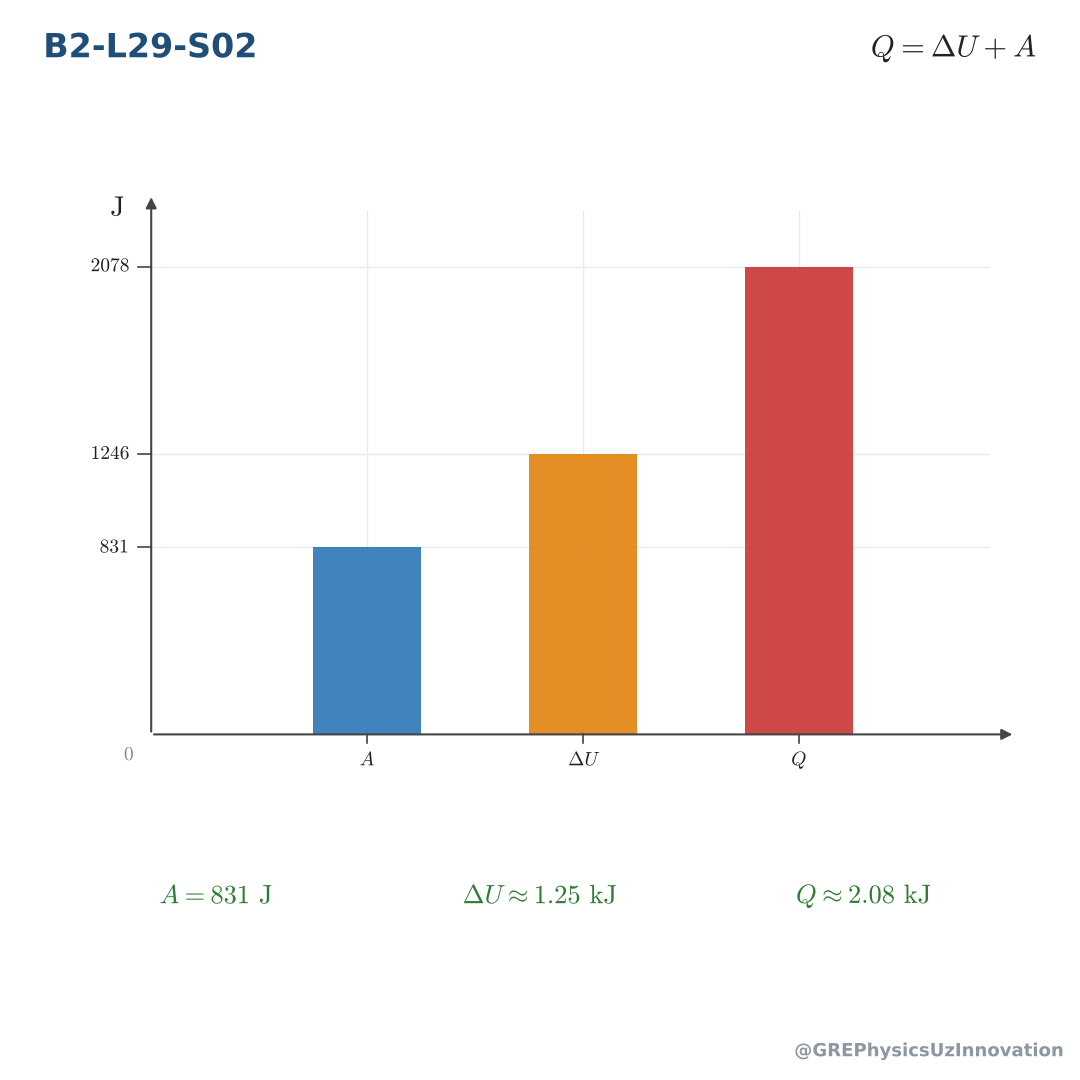 B2-L29-S02
Q = ΔU + A
J
2078
1246
831
0
A
ΔU
Q
A = 831 J
ΔU ≈ 1.25 kJ
Q ≈ 2.08 kJ
@GREPhysicsUzInnovation